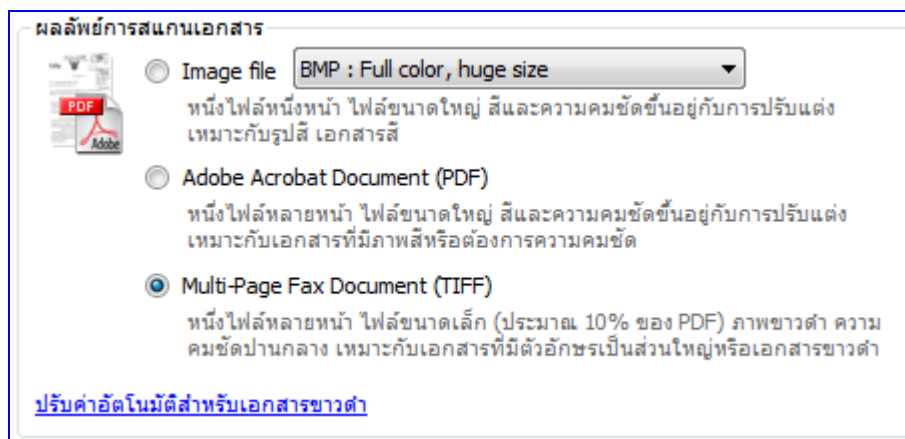 ผลลัพย์การสแกนเอกสาร
Image file
BMP : Full color, huge size
หนึ่งไฟล์หนึ่งหน้า ไฟล์ขนาดใหญ่ สีและความคมชัดขึ้นอยู่กับการปรับแต่ง
เหมาะกับรูปสี เอกสารสี
PDF
Adobe
Adobe Acrobat Document (PDF)
หนึ่งไฟล์หลายหน้า ไฟล์ขนาดใหญ่ สีและความคมชัดขึ้นอยู่กับการปรับแต่ง
เหมาะกับเอกสารที่มีภาพสีหรือต้องการความคมชัด
Multi-Page Fax Document (TIFF)
หนึ่งไฟล์หลายหน้า ไฟล์ขนาดเล็ก (ประมาณ 10% ของ PDF) ภาพขาวดำ ความ
คมชัดปานกลาง เหมาะกับเอกสารที่มีตัวอักษรเป็นส่วนใหญ่หรือเอกสารขาวดำ
ปรับค่าอัตโนมัติสำหรับเอกสารขาวดำ